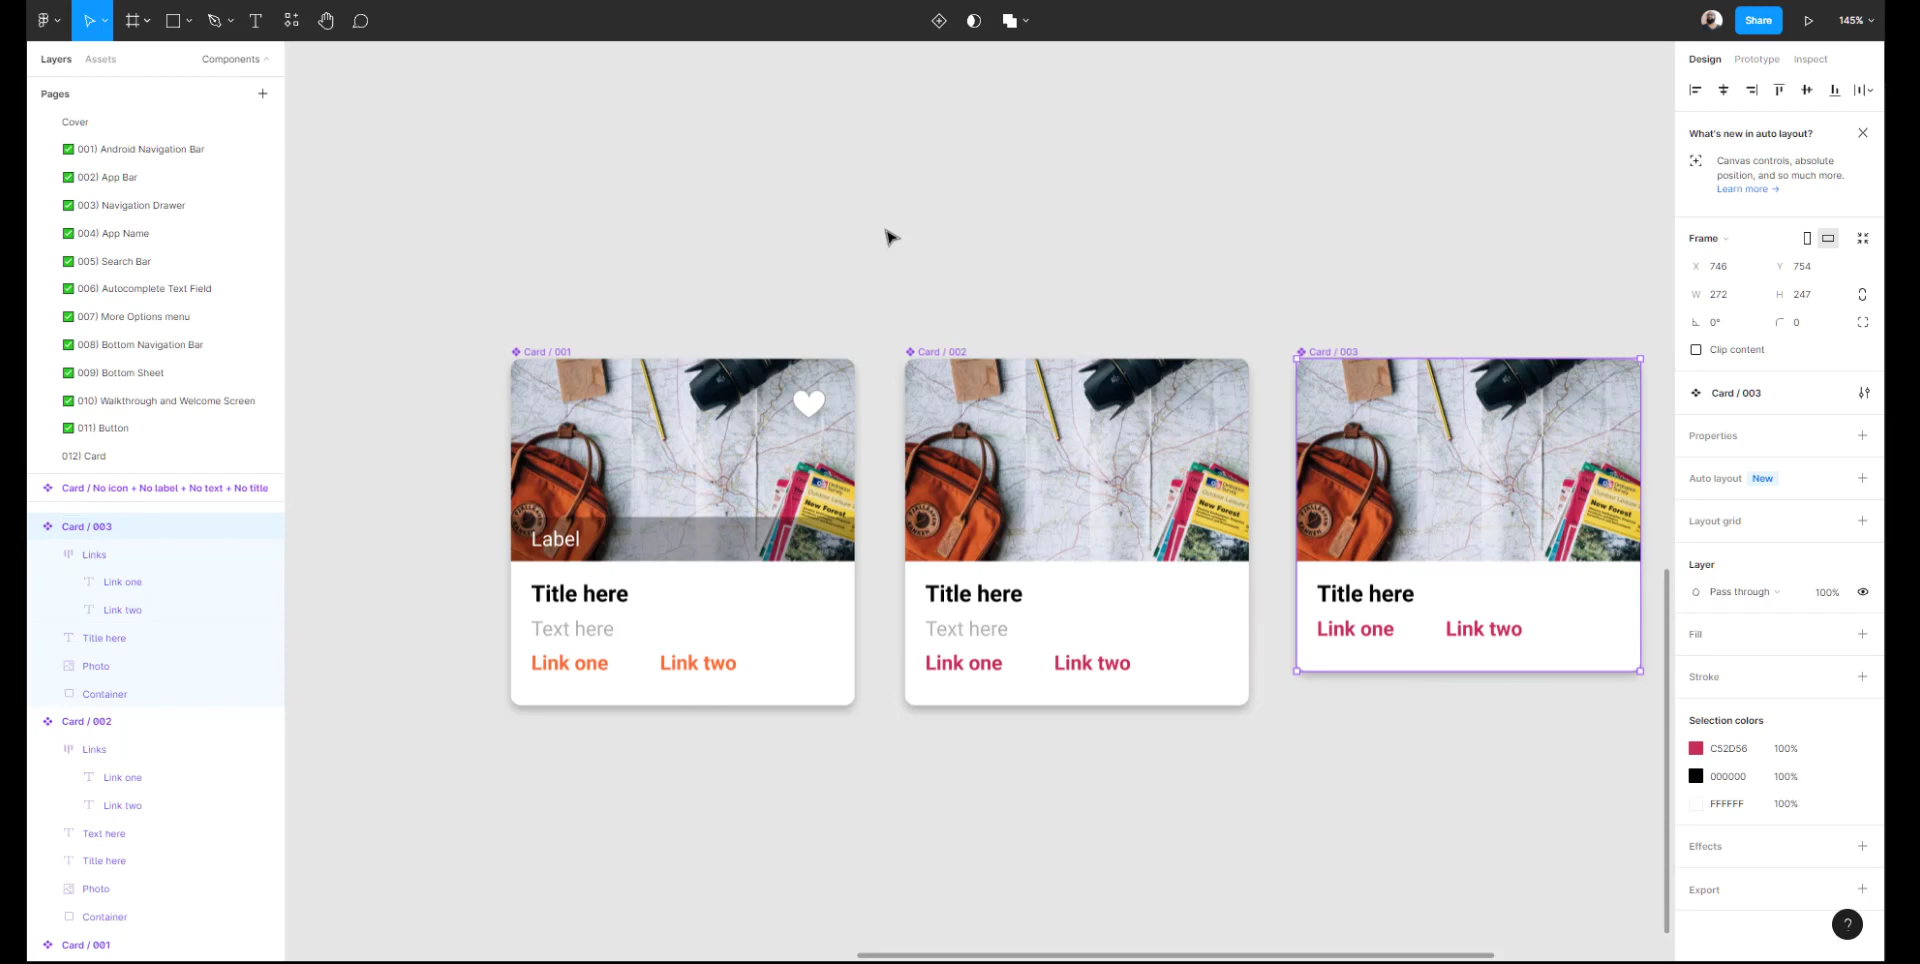 Share
145%
Layers
Assets
Components
Pages
Cover
001) Android Navigation Bar
002) App Bar
003) Navigation Drawer
004) App Name
005) Search Bar
006) Autocomplete Text Field
007) More Options menu
008) Bottom Navigation Bar
009) Bottom Sheet
010) Walkthrough and Welcome Screen
011) Button
012) Card
Card / No icon + No label + No text + No title
Card / 003
Links
Link one
Link two
Title here
Photo
Container
Card / 002
Links
Link one
Link two
Text here
Title here
Photo
Container
Card / 001
Card / 001
Label
Title here
Text here
Link one
Link two
Card / 002
New Forest
Title here
Text here
Link one
Link two
Card / 003
New Forest
Title here
Link one
Link two
Design
Prototype
Inspect
What's new in auto layout?
Canvas controls, absolute
position, and so much more.
Learn more →
Frame
X 746
Y 754
W 272
H 247
0°
0
Clip content
Card / 003
Properties
Auto layout New
Layout grid
Layer
Pass through
100%
Fill
Stroke
Selection colors
C52D56 100%
000000 100%
FFFFFF 100%
Effects
Export
?